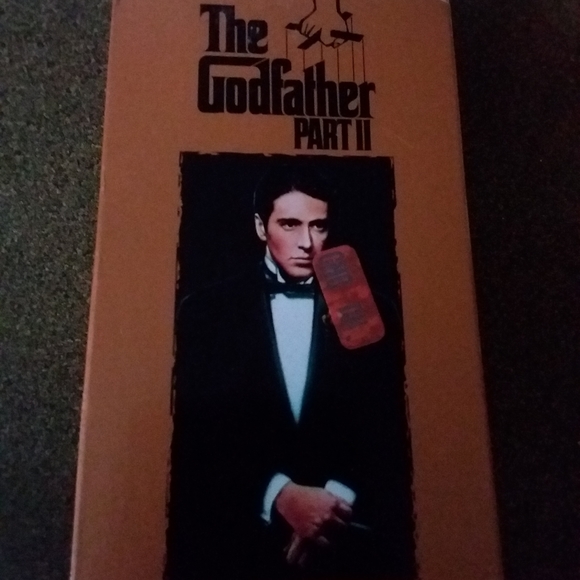 The
Godfather
PART II